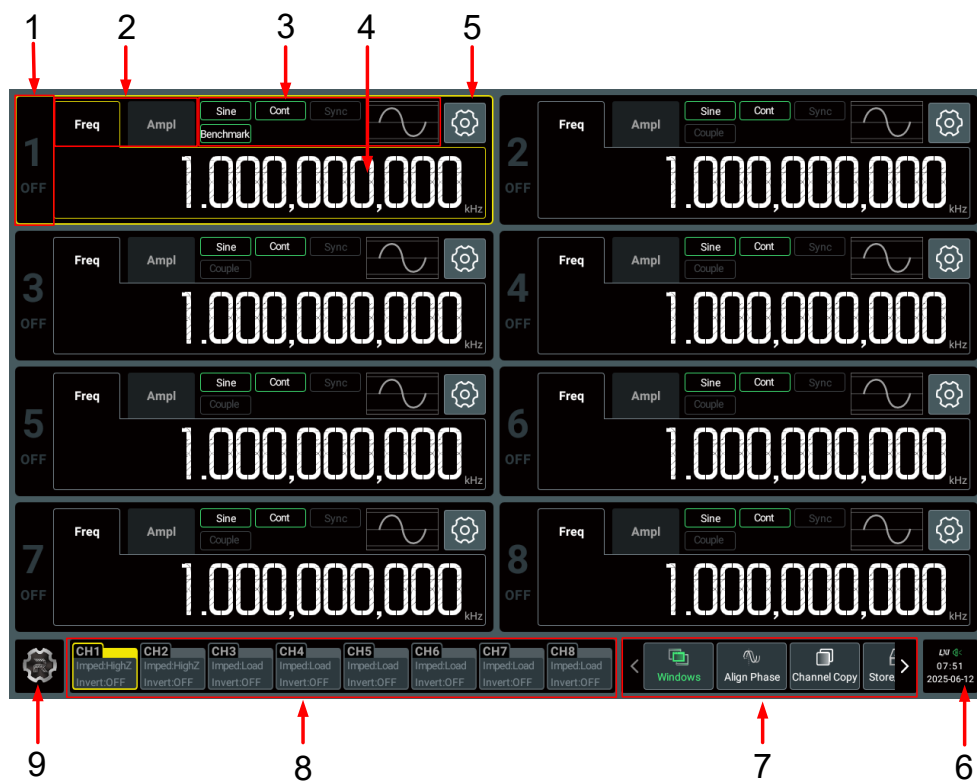 1 2 3 4 5
1 OFF Freq Ampl Sine Cont Sync
Benchmark
1.000,000,000 kHz
2 OFF Freq Ampl Sine Cont Sync
Couple
1.000,000,000 kHz
3 OFF Freq Ampl Sine Cont Sync
Couple
1.000,000,000 kHz
4 OFF Freq Ampl Sine Cont Sync
Couple
1.000,000,000 kHz
5 OFF Freq Ampl Sine Cont Sync
Couple
1.000,000,000 kHz
6 OFF Freq Ampl Sine Cont Sync
Couple
1.000,000,000 kHz
7 OFF Freq Ampl Sine Cont Sync
Couple
1.000,000,000 kHz
8 OFF Freq Ampl Sine Cont Sync
Couple
1.000,000,000 kHz
CH1 CH2 CH3 CH4 CH5 CH6 CH7 CH8
Imped:HighZ Imped:HighZ Imped:Load Imped:Load Imped:Load Imped:Load Imped:Load Imped:Load
Invert:OFF Invert:OFF Invert:OFF Invert:OFF Invert:OFF Invert:OFF Invert:OFF Invert:OFF
Windows Align Phase Channel Copy Store
07:51
2025-06-12
9 8 7 6